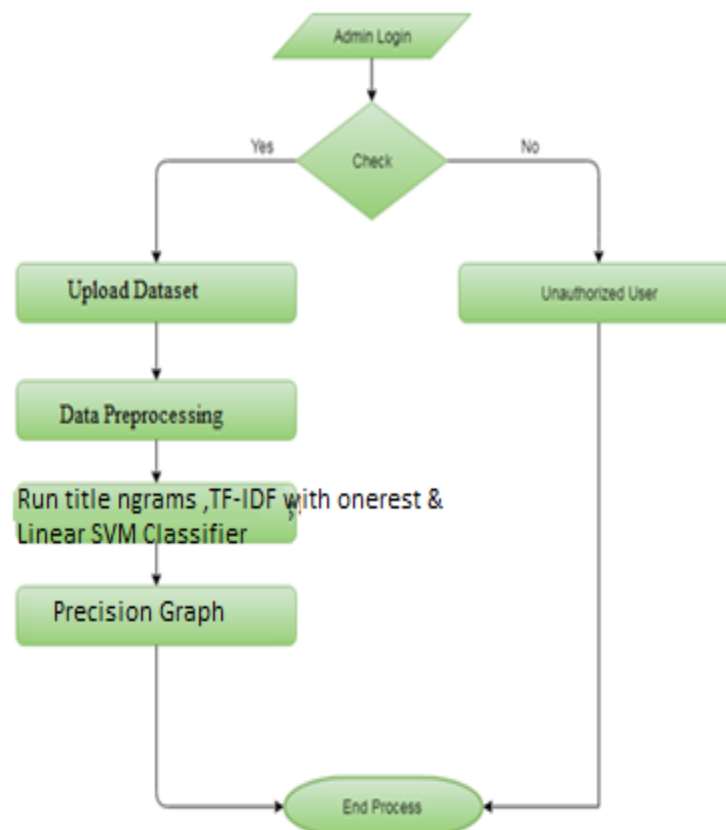 Admin Login
Check
Yes
No
Upload Dataset
Unauthorized User
Data Preprocessing
Run title ngrams ,TF-IDF with onerest &
Linear SVM Classifier
Precision Graph
End Process